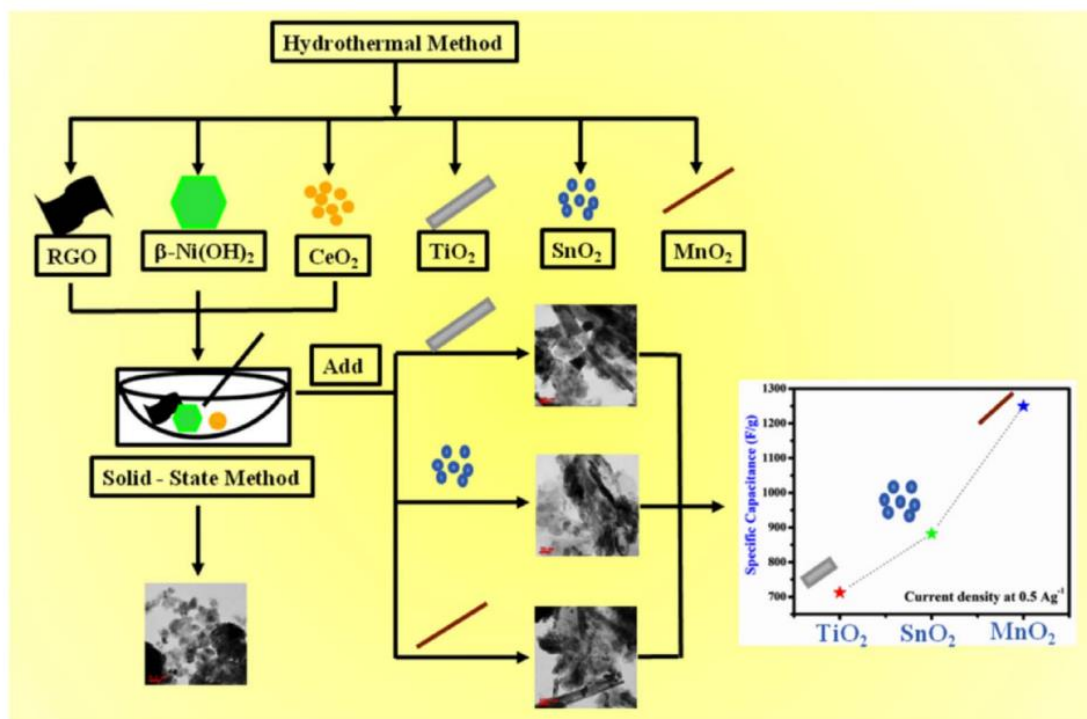 Hydrothermal Method
RGO
β-Ni(OH)₂
CeO₂
TiO₂
SnO₂
MnO₂
Add
Solid - State Method
Specific Capacitance (F/g)
1300
1200
1100
1000
900
800
700
Current density at 0.5 Ag⁻¹
TiO₂
SnO₂
MnO₂